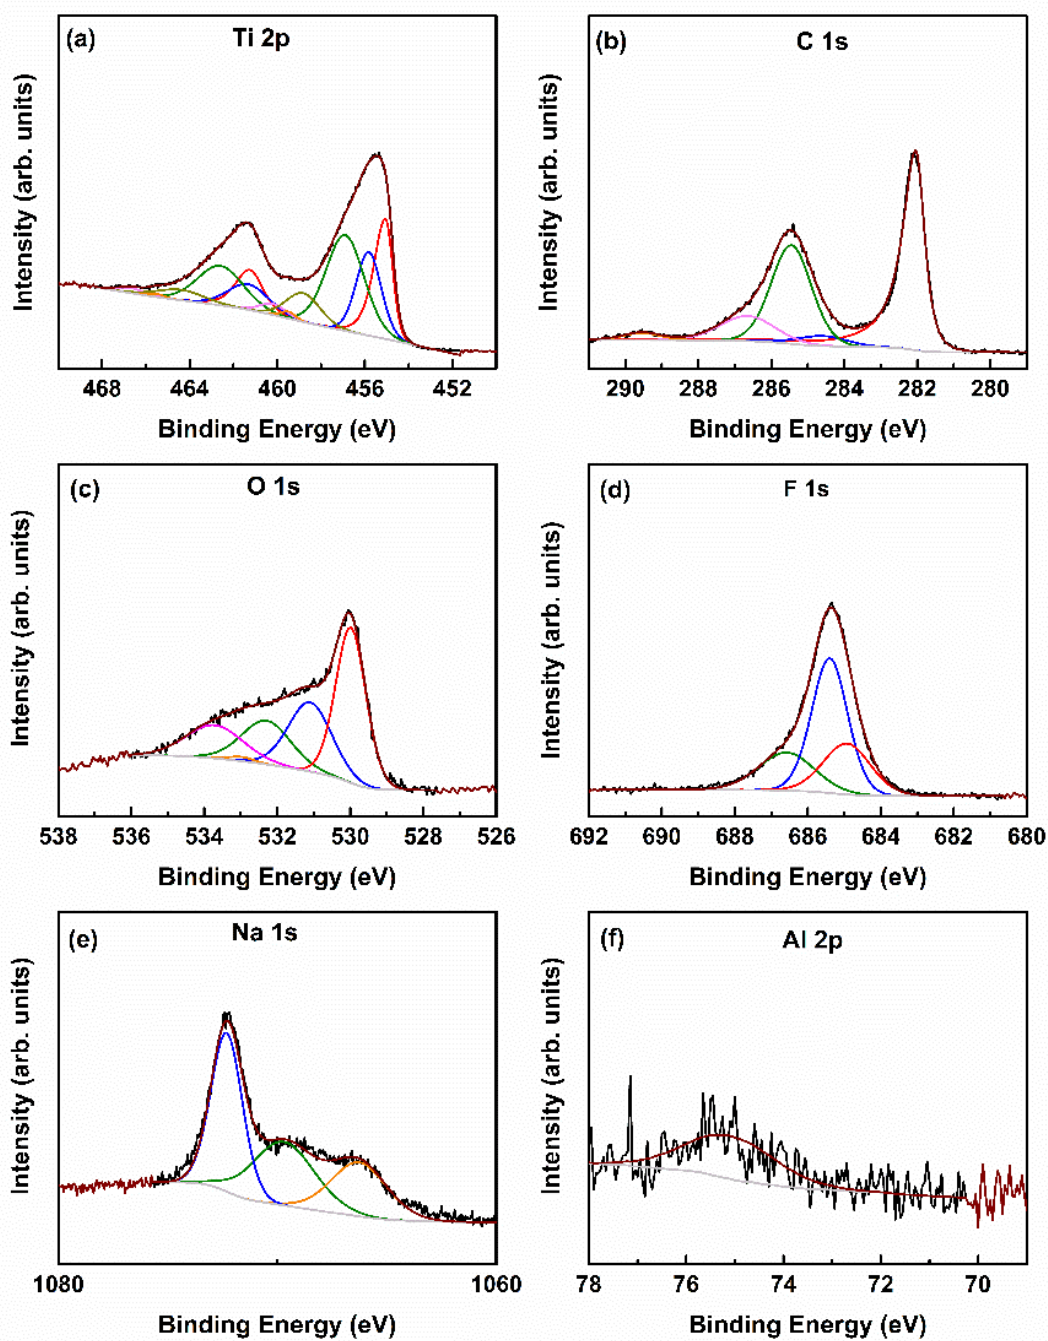 (a) Ti 2p
Intensity (arb. units)
468 464 460 456 452
Binding Energy (eV)
(b) C 1s
Intensity (arb. units)
290 288 286 284 282 280
Binding Energy (eV)
(c) O 1s
Intensity (arb. units)
538 536 534 532 530 528 526
Binding Energy (eV)
(d) F 1s
Intensity (arb. units)
692 690 688 686 684 682 680
Binding Energy (eV)
(e) Na 1s
Intensity (arb. units)
1080 1060
Binding Energy (eV)
(f) Al 2p
Intensity (arb. units)
78 76 74 72 70
Binding Energy (eV)